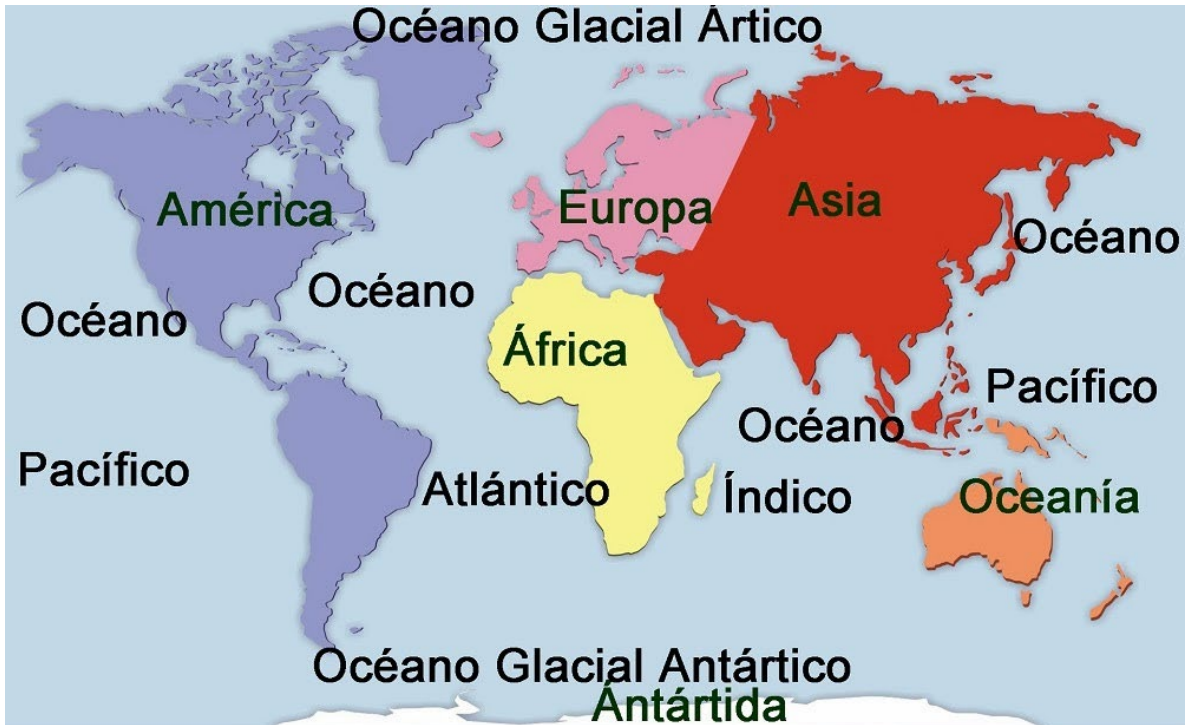 Océano Glacial Ártico
América
Europa
Asia
Océano
Océano
Océano
África
Pacífico
Océano
Pacífico
Atlántico
Índico
Oceanía
Océano Glacial Antártico
Ántártida